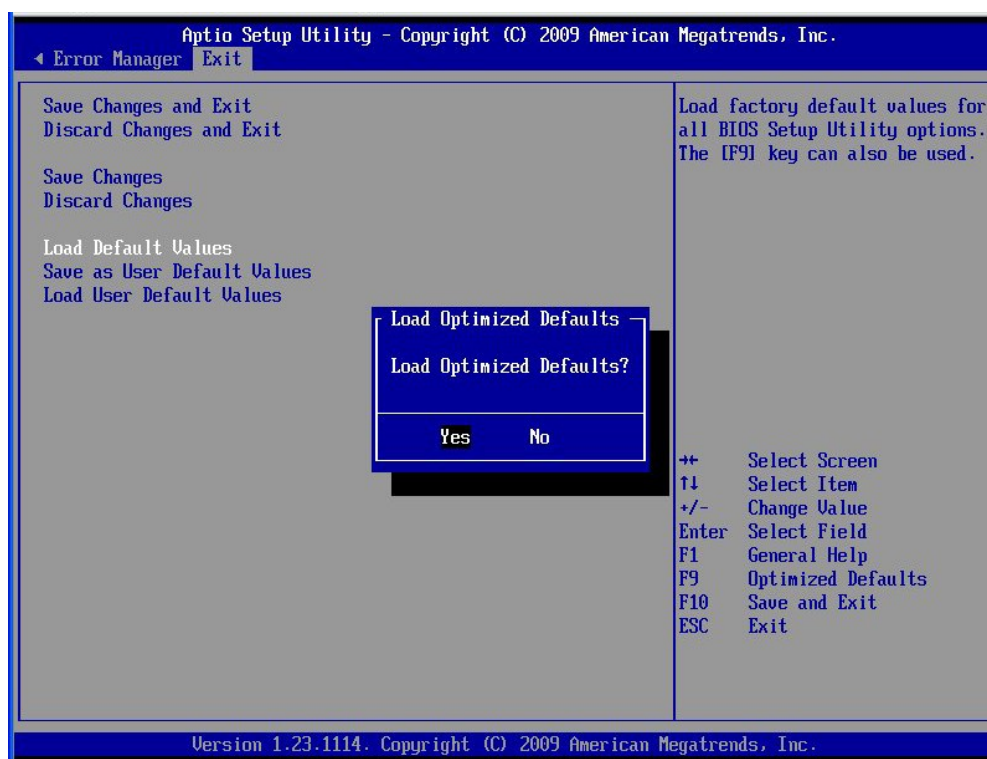 Aptio Setup Utility - Copyright (C) 2009 American Megatrends, Inc.
Error Manager Exit
Save Changes and Exit
Discard Changes and Exit
Save Changes
Discard Changes
Load Default Values
Save as User Default Values
Load User Default Values
Load factory default values for
all BIOS Setup Utility options.
The [F9] key can also be used.
Load Optimized Defaults
Load Optimized Defaults?
Yes No
→← Select Screen
↑↓ Select Item
+/- Change Value
Enter Select Field
F1 General Help
F9 Optimized Defaults
F10 Save and Exit
ESC Exit
Version 1.23.1114. Copyright (C) 2009 American Megatrends, Inc.